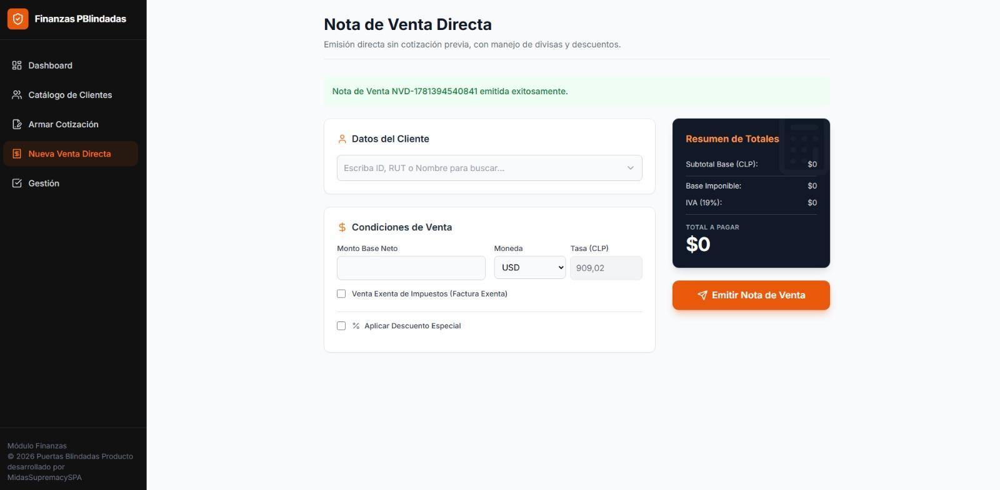 Finanzas PBlindadas
Dashboard
Catálogo de Clientes
Armar Cotización
Nueva Venta Directa
Gestión
Módulo Finanzas
© 2026 Puertas Blindadas Producto
desarrollado por
MidasSupremacySPA
Nota de Venta Directa
Emisión directa sin cotización previa, con manejo de divisas y descuentos.
Nota de Venta NVD-1781394540841 emitida exitosamente.
Datos del Cliente
Escriba ID, RUT o Nombre para buscar...
Condiciones de Venta
Monto Base Neto
Moneda
Tasa (CLP)
USD
909,02
Venta Exenta de Impuestos (Factura Exenta)
% Aplicar Descuento Especial
Resumen de Totales
Subtotal Base (CLP): $0
Base Imponible: $0
IVA (19%): $0
TOTAL A PAGAR
$0
Emitir Nota de Venta